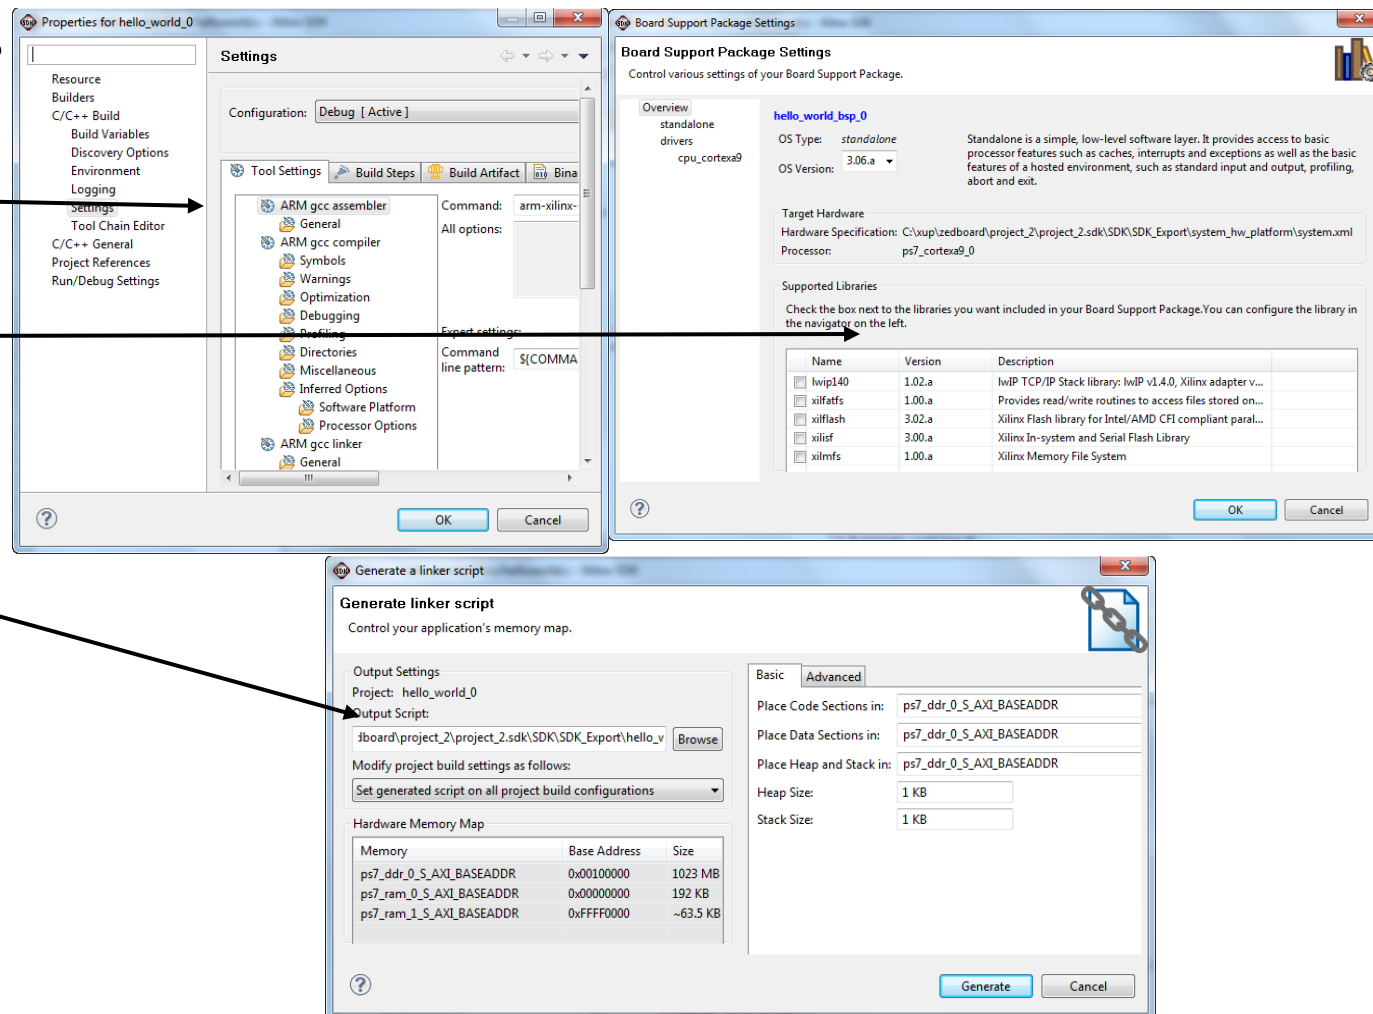 Properties for hello_world_0
Settings
Resource
Builders
C/C++ Build
Build Variables
Discovery Options
Environment
Logging
Settings
Tool Chain Editor
C/C++ General
Project References
Run/Debug Settings
Configuration: Debug [ Active ]
Tool Settings Build Steps Build Artifact Bina
ARM gcc assembler
General
ARM gcc compiler
Symbols
Warnings
Optimization
Debugging
Profiling
Directories
Miscellaneous
Inferred Options
Software Platform
Processor Options
ARM gcc linker
General
Command: arm-xilinx-
All options:
Expert settings:
Command
line pattern: ${COMMA
OK Cancel
Board Support Package Settings
Board Support Package Settings
Control various settings of your Board Support Package.
Overview
standalone
drivers
cpu_cortexa9
hello_world_bsp_0
OS Type: standalone
OS Version: 3.06.a
Standalone is a simple, low-level software layer. It provides access to basic
processor features such as caches, interrupts and exceptions as well as the basic
features of a hosted environment, such as standard input and output, profiling,
abort and exit.
Target Hardware
Hardware Specification: C:\xup\zedboard\project_2\project_2.sdk\SDK\SDK_Export\system_hw_platform\system.xml
Processor: ps7_cortexa9_0
Supported Libraries
Check the box next to the libraries you want included in your Board Support Package.You can configure the library in
the navigator on the left.
Name Version Description
lwip140 1.02.a lwIP TCP/IP Stack library: lwIP v1.4.0, Xilinx adapter v...
xilfatfs 1.00.a Provides read/write routines to access files stored on...
xilflash 3.02.a Xilinx Flash library for Intel/AMD CFI compliant paral...
xilisf 3.00.a Xilinx In-system and Serial Flash Library
xilmfs 1.00.a Xilinx Memory File System
OK Cancel
Generate a linker script
Generate linker script
Control your application's memory map.
Output Settings
Project: hello_world_0
Output Script:
dboard\project_2\project_2.sdk\SDK\SDK_Export\hello_v Browse
Modify project build settings as follows:
Set generated script on all project build configurations
Hardware Memory Map
Memory Base Address Size
ps7_ddr_0_S_AXI_BASEADDR 0x00100000 1023 MB
ps7_ram_0_S_AXI_BASEADDR 0x00000000 192 KB
ps7_ram_1_S_AXI_BASEADDR 0xFFFF0000 ~63.5 KB
Basic Advanced
Place Code Sections in: ps7_ddr_0_S_AXI_BASEADDR
Place Data Sections in: ps7_ddr_0_S_AXI_BASEADDR
Place Heap and Stack in: ps7_ddr_0_S_AXI_BASEADDR
Heap Size: 1 KB
Stack Size: 1 KB
Generate Cancel